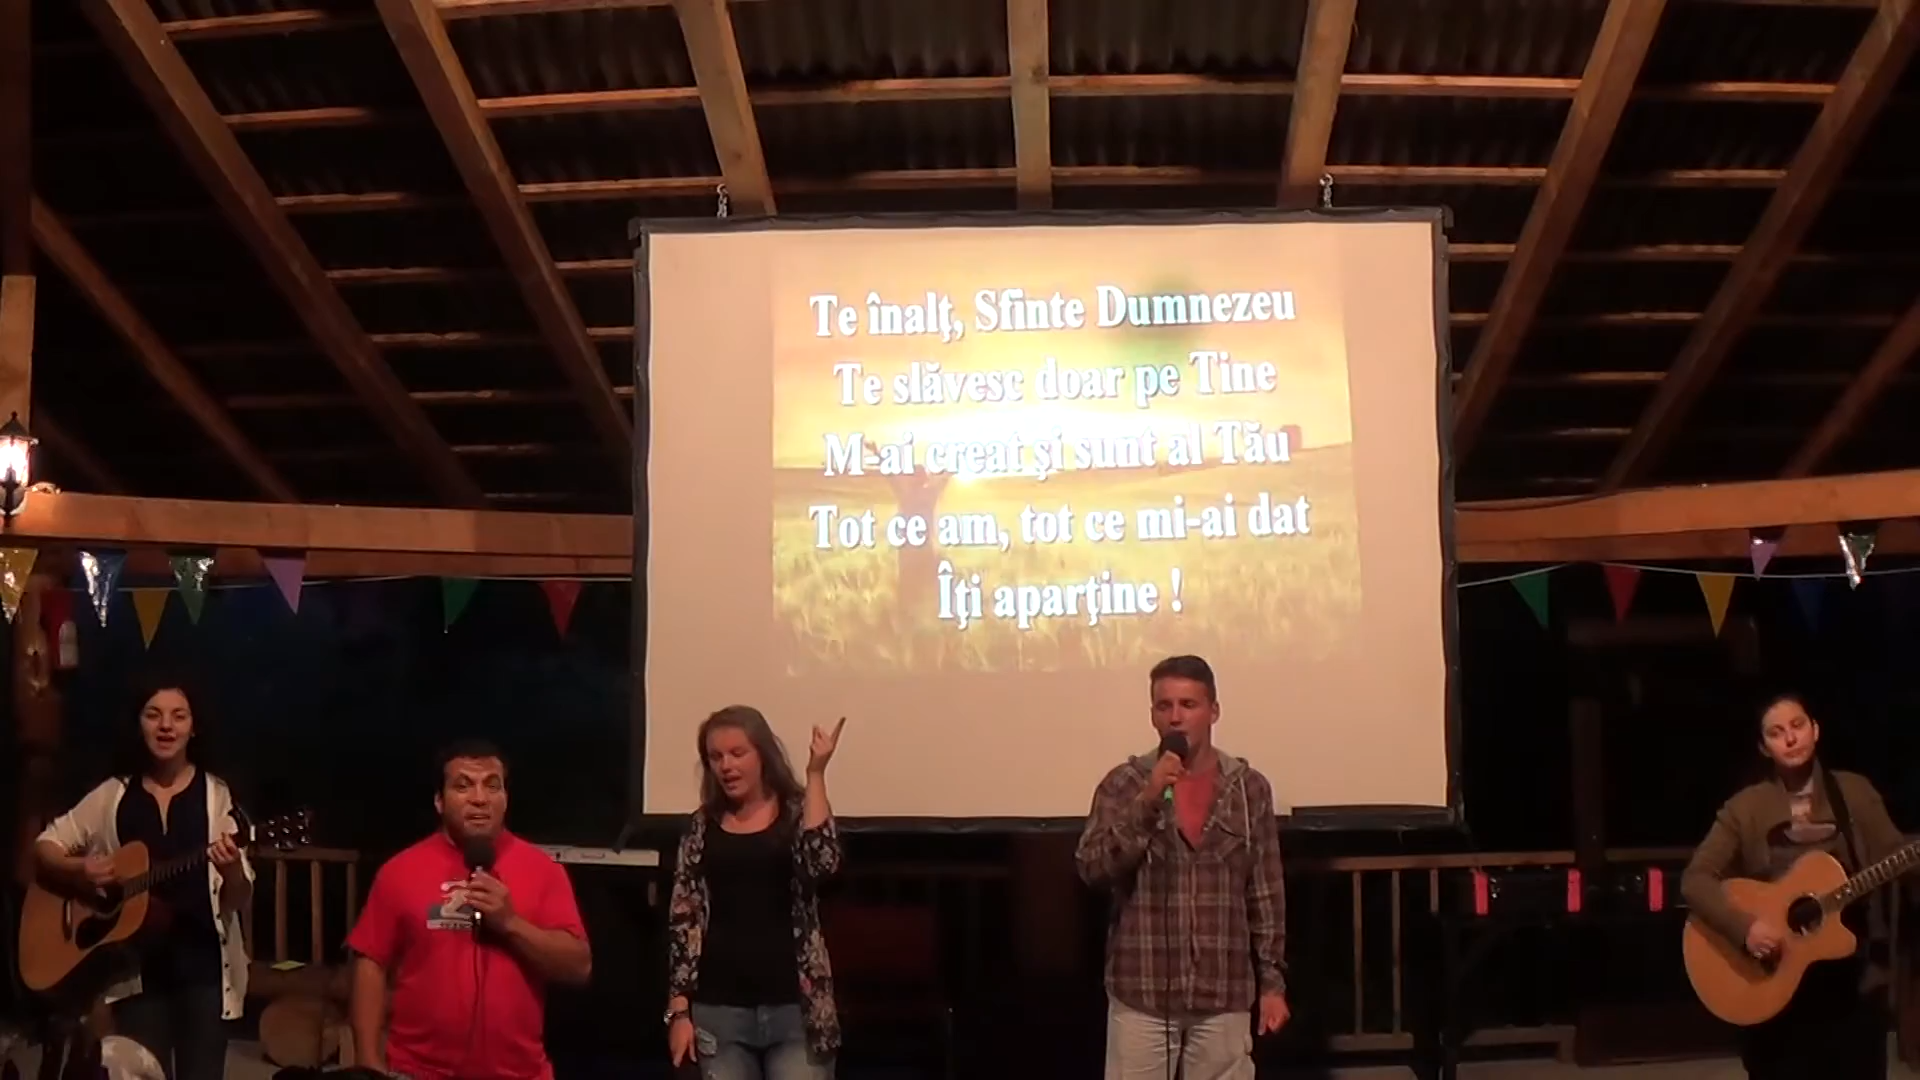 Te înalţ, Sfinte Dumnezeu
Te slăvesc doar pe Tine
M-ai creat şi sunt al Tău
Tot ce am, tot ce mi-ai dat
Îţi aparţine !